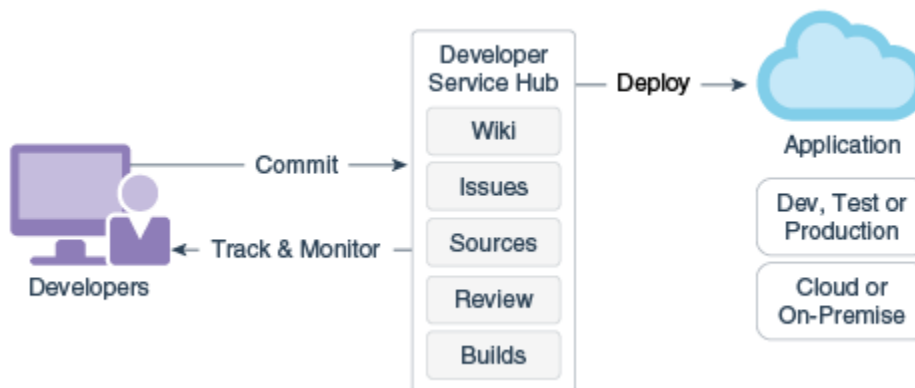 Developers
Commit
Track & Monitor
Developer
Service Hub
Wiki
Issues
Sources
Review
Builds
Deploy
Application
Dev, Test or
Production
Cloud or
On-Premise